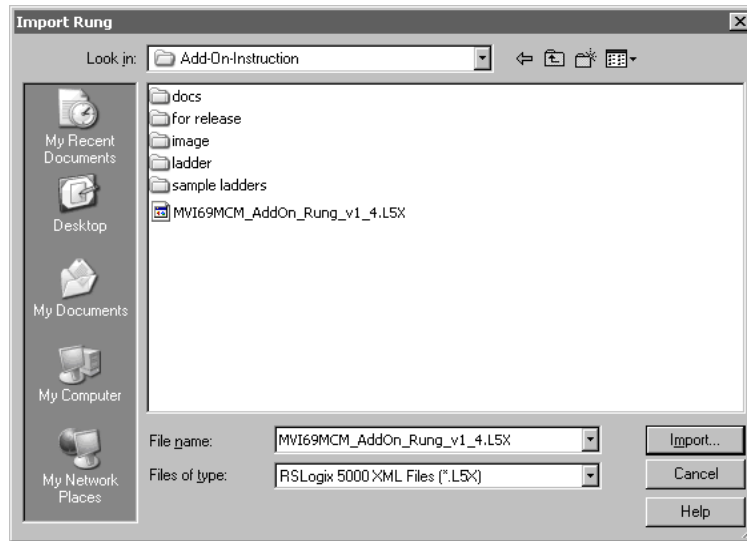 Import Rung
Look in:
Add-On-Instruction
My Recent
Documents
Desktop
My Documents
My Computer
My Network
Places
docs
for release
image
ladder
sample ladders
MVI69MCM_AddOn_Rung_v1_4.L5X
File name:
MVI69MCM_AddOn_Rung_v1_4.L5X
Import...
Files of type:
RSLogix 5000 XML Files (*.L5X)
Cancel
Help